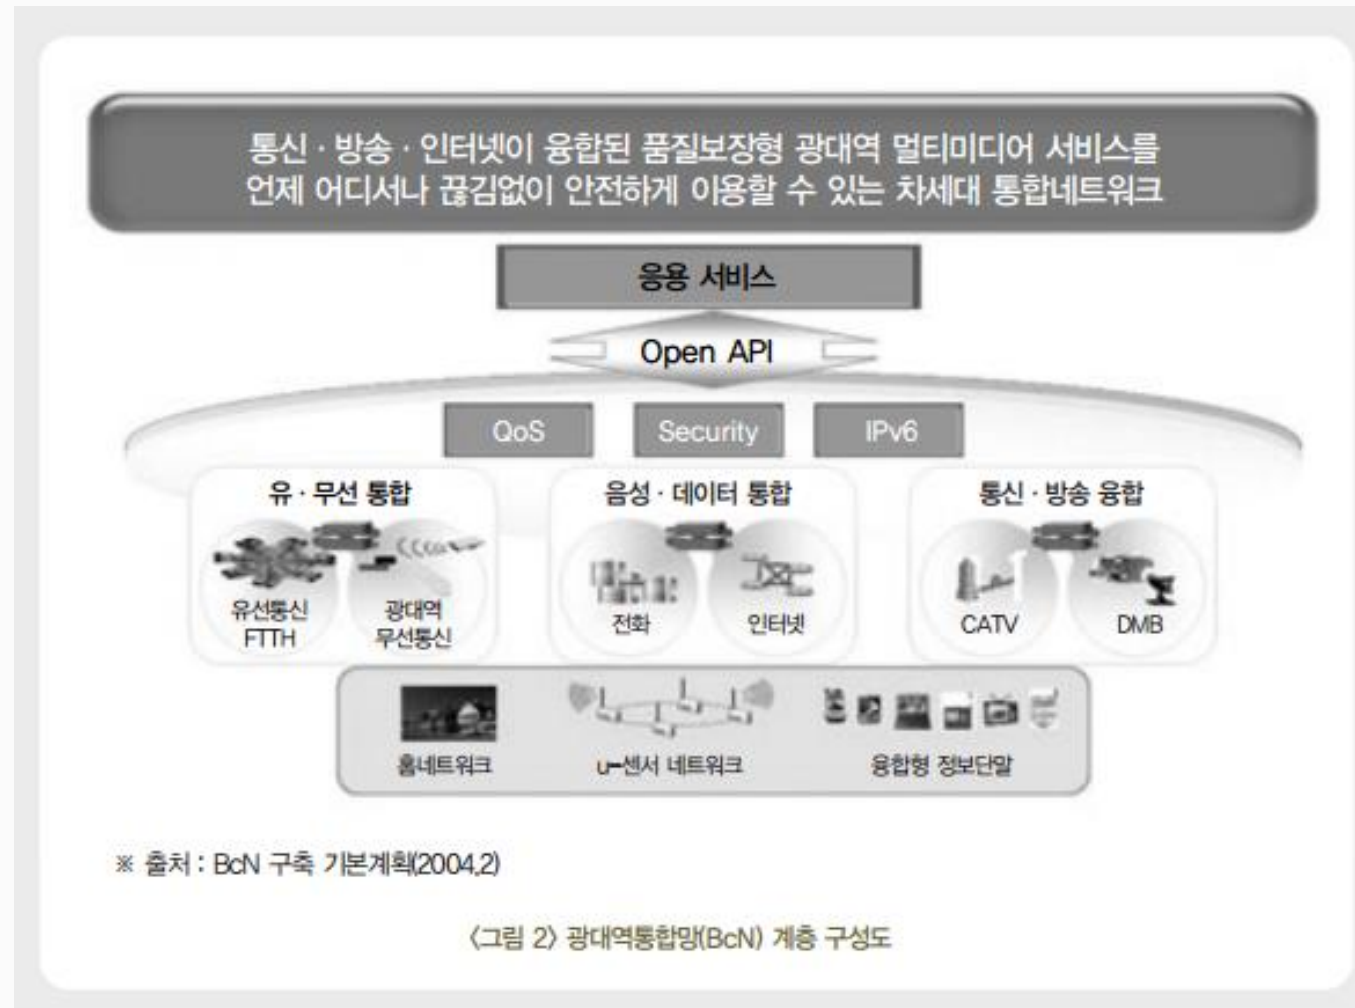 통신 · 방송 · 인터넷이 융합된 품질보장형 광대역 멀티미디어 서비스를
언제 어디서나 끊김없이 안전하게 이용할 수 있는 차세대 통합네트워크
응용 서비스
Open API
QoS
Security
IPv6
유 · 무선 통합
음성 · 데이터 통합
통신 · 방송 융합
유선통신
FTTH
광대역
무선통신
전화
인터넷
CATV
DMB
홈네트워크
u-센서 네트워크
융합형 정보단말
※ 출처 : BcN 구축 기본계획(2004.2)
〈그림 2〉 광대역통합망(BcN) 계층 구성도